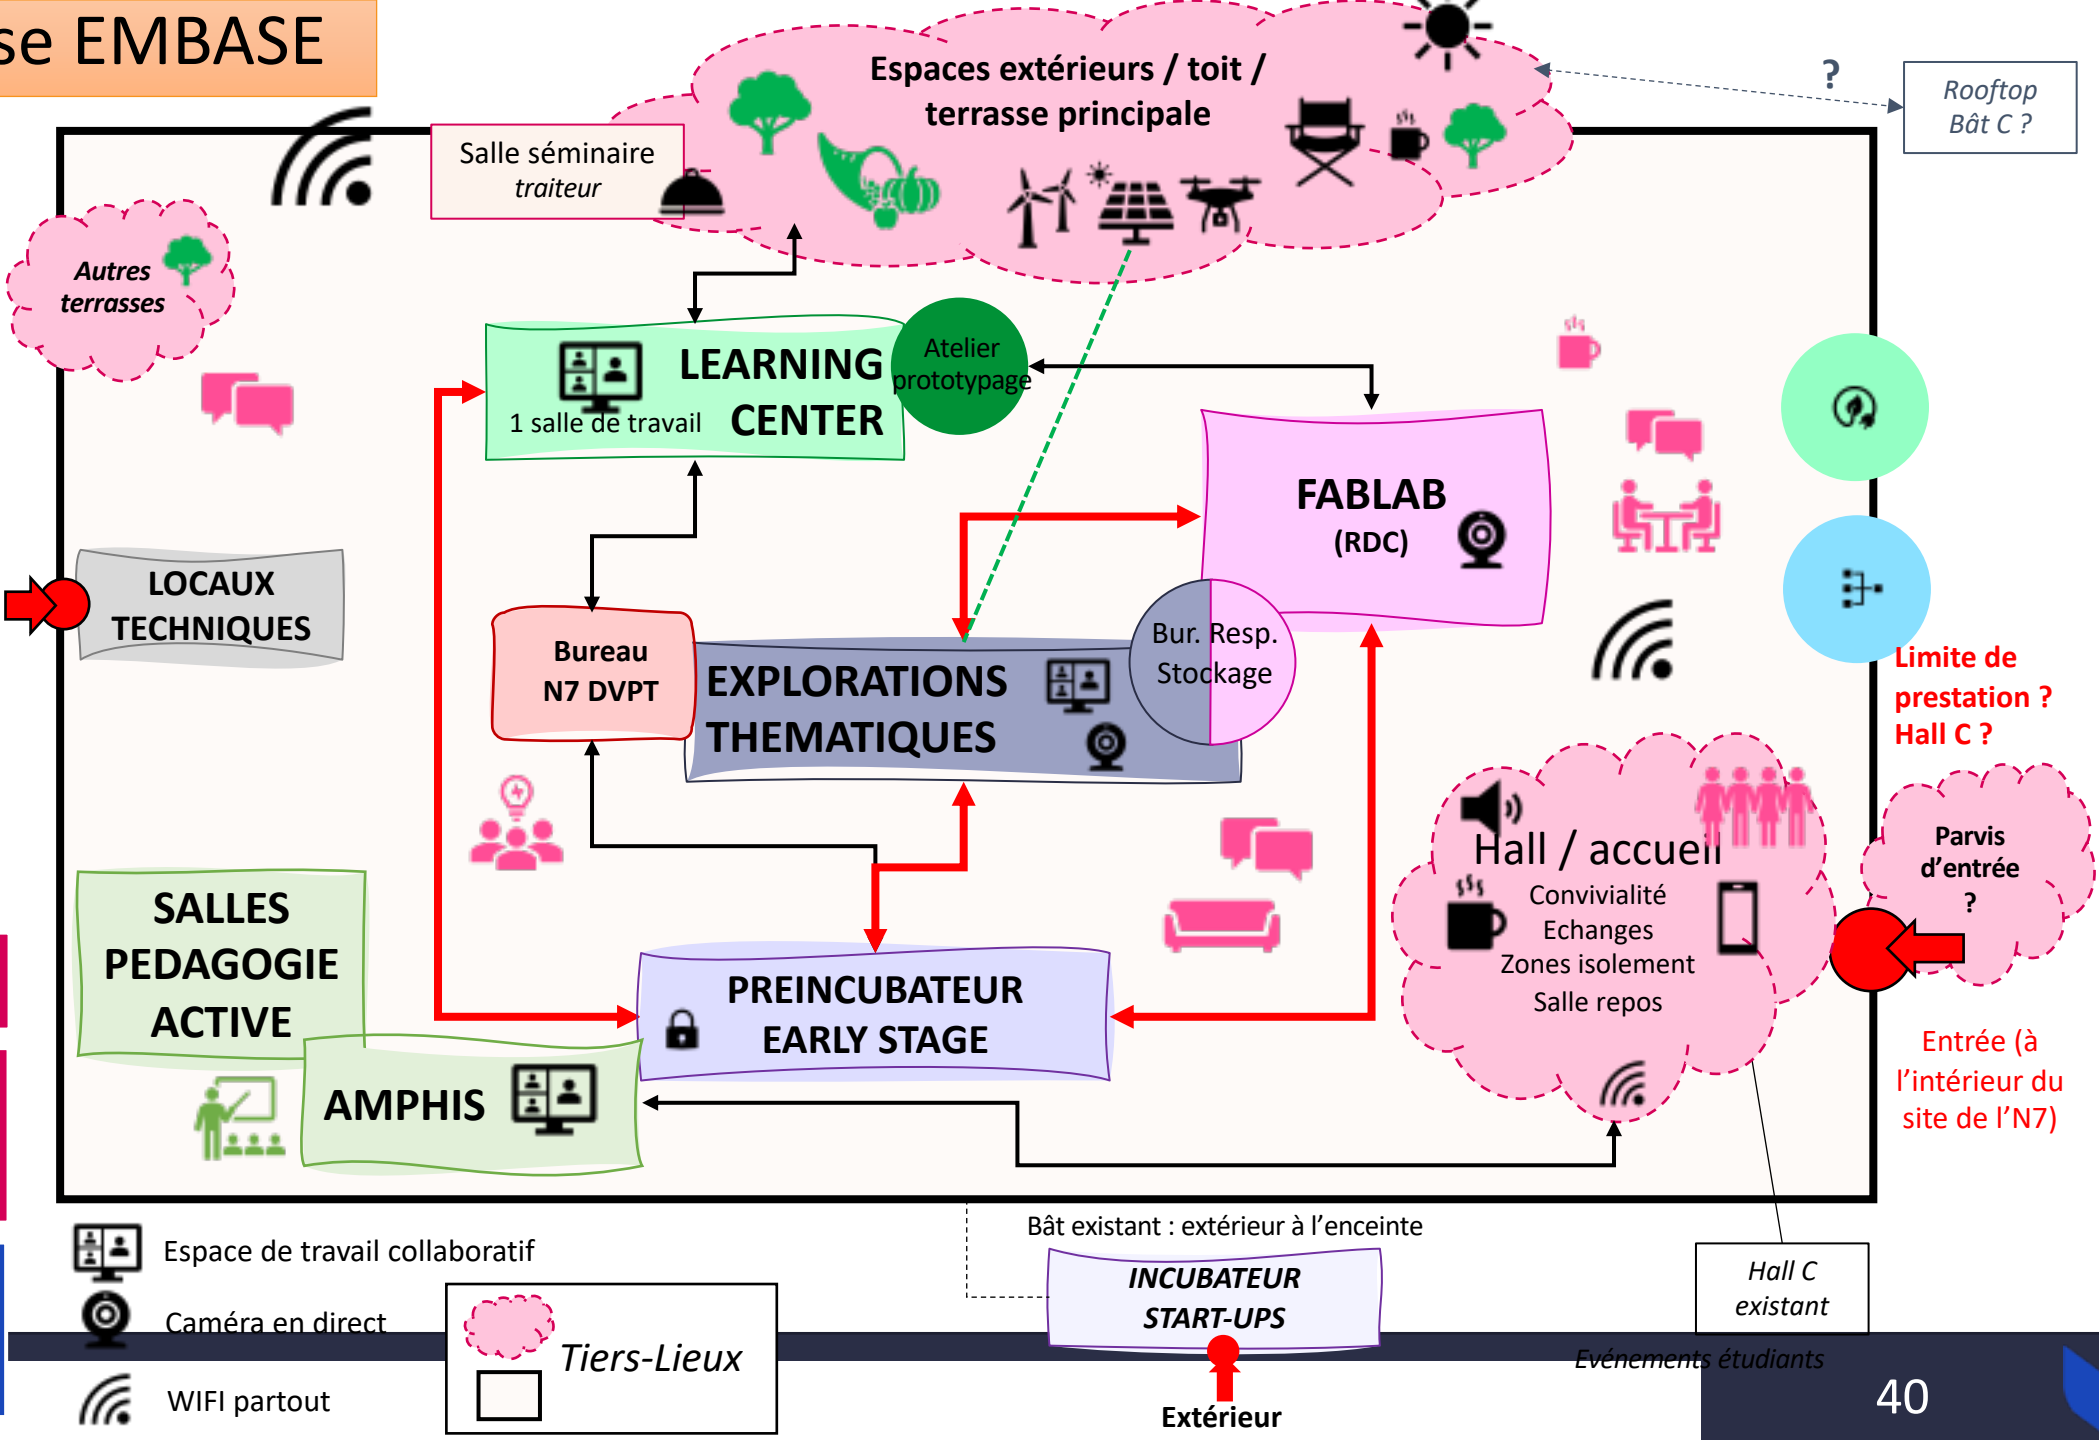 EMBASE
Espaces extérieurs / toit /
terrasse principale
?
Rooftop
Bât C ?
Salle séminaire
traiteur
Autres
terrasses
LEARNING
CENTER
1 salle de travail
Atelier
prototypage
FABLAB
(RDC)
LOCAUX
TECHNIQUES
Bureau
N7 DVPT
EXPLORATIONS
THEMATIQUES
Bur. Resp.
Stockage
Limite de
prestation ?
Hall C ?
Hall / accueil
Convivialité
Echanges
Zones isolement
Salle repos
Parvis
d'entrée
?
SALLES
PEDAGOGIE
ACTIVE
PREINCUBATEUR
EARLY STAGE
AMPHIS
Entrée (à
l'intérieur du
site de l'N7)
Bât existant : extérieur à l'enceinte
INCUBATEUR
START-UPS
Extérieur
Hall C
existant
Evénements étudiants
Espace de travail collaboratif
Caméra en direct
WIFI partout
Tiers-Lieux
40